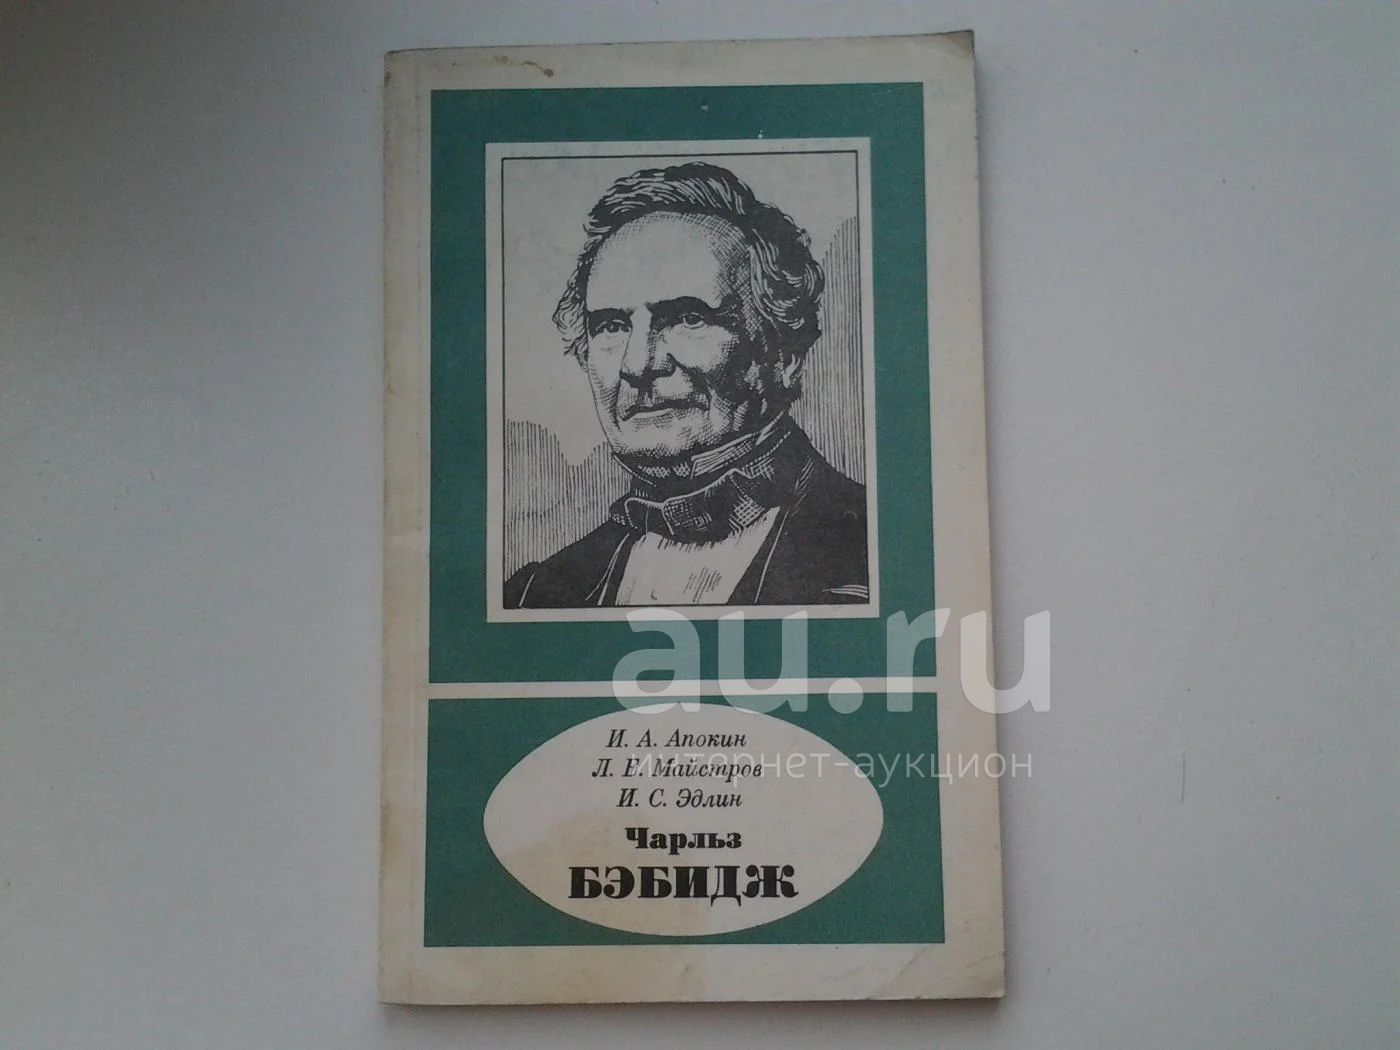 au.ru
И. А. Апокин
интернет-аукцион
Л. Е. Майстров
И. С. Эдлин
Чарльз
БЭБИДЖ